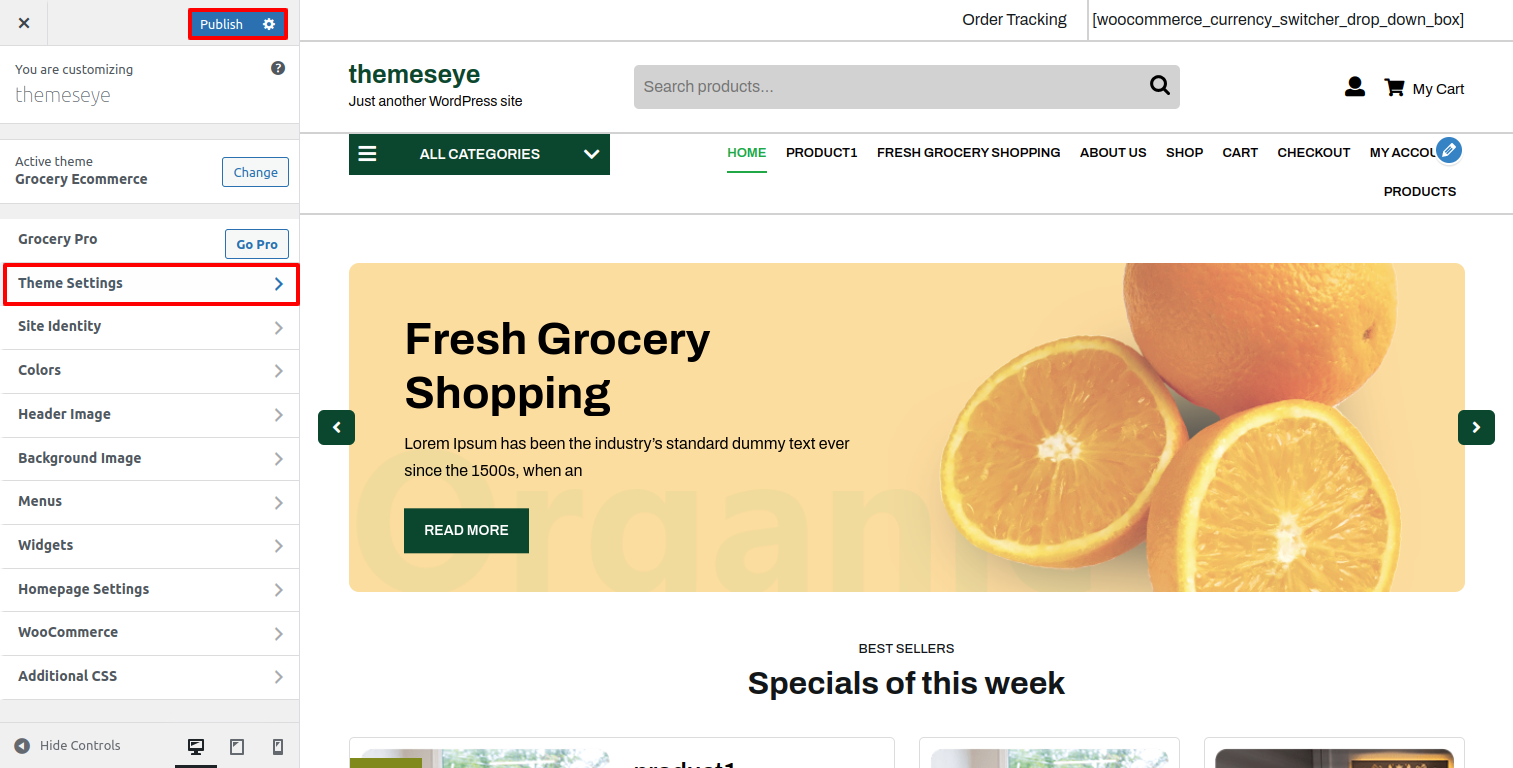 Publish
You are customizing
themeseye
Active theme
Grocery Ecommerce
Change
Grocery Pro
Go Pro
Theme Settings
Site Identity
Colors
Header Image
Background Image
Menus
Widgets
Homepage Settings
WooCommerce
Additional CSS
Hide Controls
Order Tracking
[woocommerce_currency_switcher_drop_down_box]
themeseye
Just another WordPress site
Search products...
My Cart
ALL CATEGORIES
HOME PRODUCT1 FRESH GROCERY SHOPPING ABOUT US SHOP CART CHECKOUT MY ACCOU
PRODUCTS
Fresh Grocery
Shopping
Lorem Ipsum has been the industry’s standard dummy text ever
since the 1500s, when an
Organic
READ MORE
BEST SELLERS
Specials of this week
product1